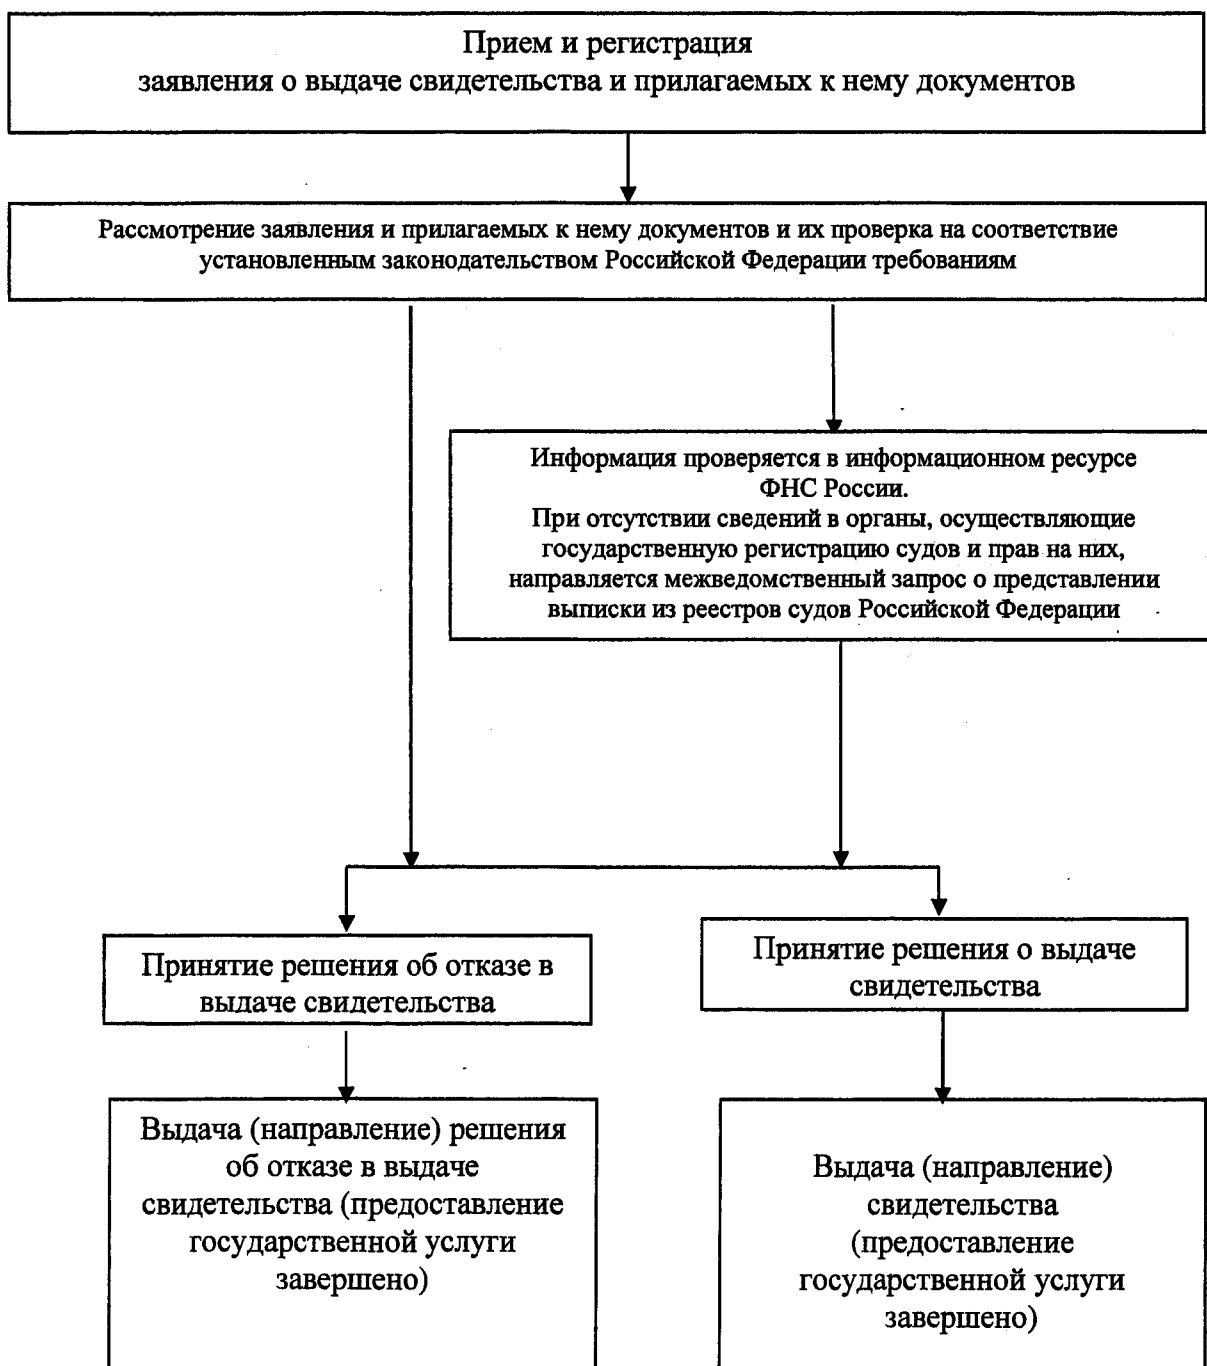 Прием и регистрация
заявления о выдаче свидетельства и прилагаемых к нему документов
Рассмотрение заявления и прилагаемых к нему документов и их проверка на соответствие
установленным законодательством Российской Федерации требованиям
Информация проверяется в информационном ресурсе
ФНС России.
При отсутствии сведений в органы, осуществляющие
государственную регистрацию судов и прав на них,
направляется межведомственный запрос о представлении
выписки из реестров судов Российской Федерации
Принятие решения об отказе в
выдаче свидетельства
Принятие решения о выдаче
свидетельства
Выдача (направление) решения
об отказе в выдаче
свидетельства (предоставление
государственной услуги
завершено)
Выдача (направление)
свидетельства
(предоставление
государственной услуги
завершено)